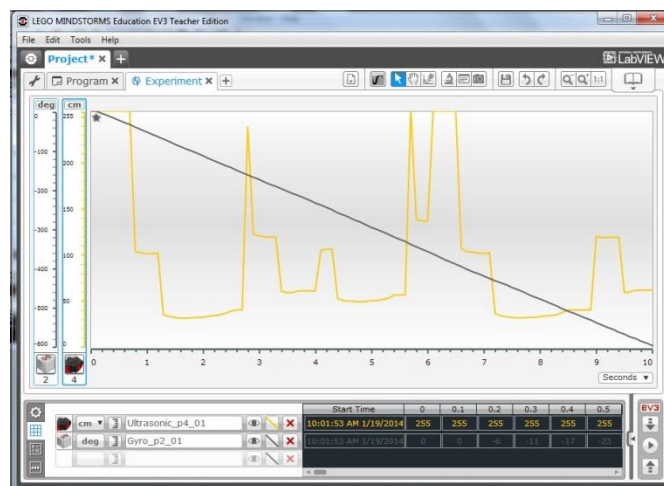 LEGO MINDSTORMS Education EV3 Teacher Edition
File Edit Tools Help
Project* × +
LabVIEW
Program × Experiment × +
1:1
deg cm
0 255
-100 200
-200 150
-300
-400 100
-500 50
-600 0
2 4
0 1 2 3 4 5 6 7 8 9 10
Seconds
Start Time 0 0.1 0.2 0.3 0.4 0.5
cm Ultrasonic_p4_01 10:01:53 AM 1/19/2014 255 255 255 255 255 255
deg Gyro_p2_01 10:01:53 AM 1/19/2014 0 0 -6 -11 -17 -23
EV3